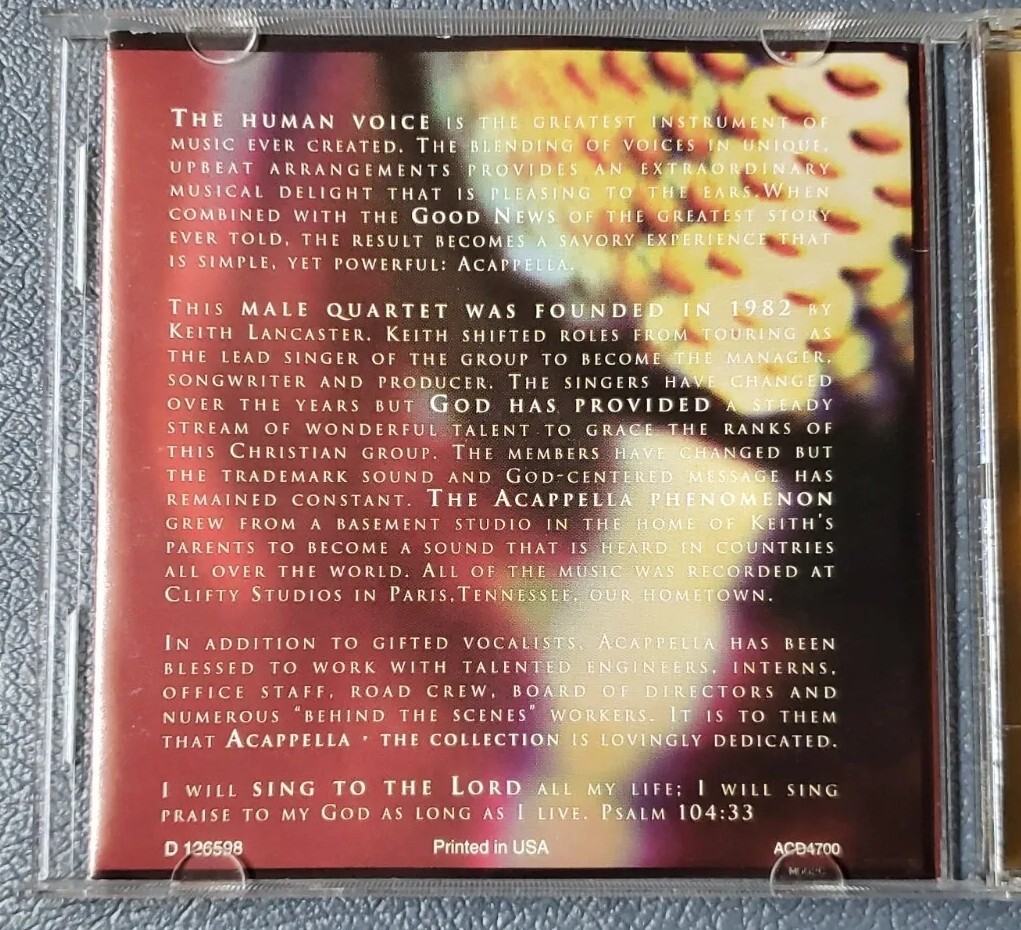 THE HUMAN VOICE IS THE GREATEST INSTRUMENT OF
MUSIC EVER CREATED. THE BLENDING OF VOICES IN UNIQUE,
UPBEAT ARRANGEMENTS PROVIDES AN EXTRAORDINARY
MUSICAL DELIGHT THAT IS PLEASING TO THE EARS. WHEN
COMBINED WITH THE GOOD NEWS OF THE GREATEST STORY
EVER TOLD, THE RESULT BECOMES A SAVORY EXPERIENCE THAT
IS SIMPLE, YET POWERFUL: ACAPPELLA.
THIS MALE QUARTET WAS FOUNDED IN 1982 BY
KEITH LANCASTER. KEITH SHIFTED ROLES FROM TOURING AS
THE LEAD SINGER OF THE GROUP TO BECOME THE MANAGER,
SONGWRITER AND PRODUCER. THE SINGERS HAVE CHANGED
OVER THE YEARS BUT GOD HAS PROVIDED A STEADY
STREAM OF WONDERFUL TALENT TO GRACE THE RANKS OF
THIS CHRISTIAN GROUP. THE MEMBERS HAVE CHANGED BUT
THE TRADEMARK SOUND AND GOD-CENTERED MESSAGE HAS
REMAINED CONSTANT. THE ACAPPELLA PHENOMENON
GREW FROM A BASEMENT STUDIO IN THE HOME OF KEITH'S
PARENTS TO BECOME A SOUND THAT IS HEARD IN COUNTRIES
ALL OVER THE WORLD. ALL OF THE MUSIC WAS RECORDED AT
CLIFTY STUDIOS IN PARIS, TENNESSEE, OUR HOMETOWN.
IN ADDITION TO GIFTED VOCALISTS, ACAPPELLA HAS BEEN
BLESSED TO WORK WITH TALENTED ENGINEERS, INTERNS,
OFFICE STAFF, ROAD CREW, BOARD OF DIRECTORS AND
NUMEROUS "BEHIND THE SCENES" WORKERS. IT IS TO THEM
THAT ACAPPELLA · THE COLLECTION IS LOVINGLY DEDICATED.
I WILL SING TO THE LORD ALL MY LIFE; I WILL SING
PRAISE TO MY GOD AS LONG AS I LIVE. PSALM 104:33
D 126598 Printed in USA ACD4700